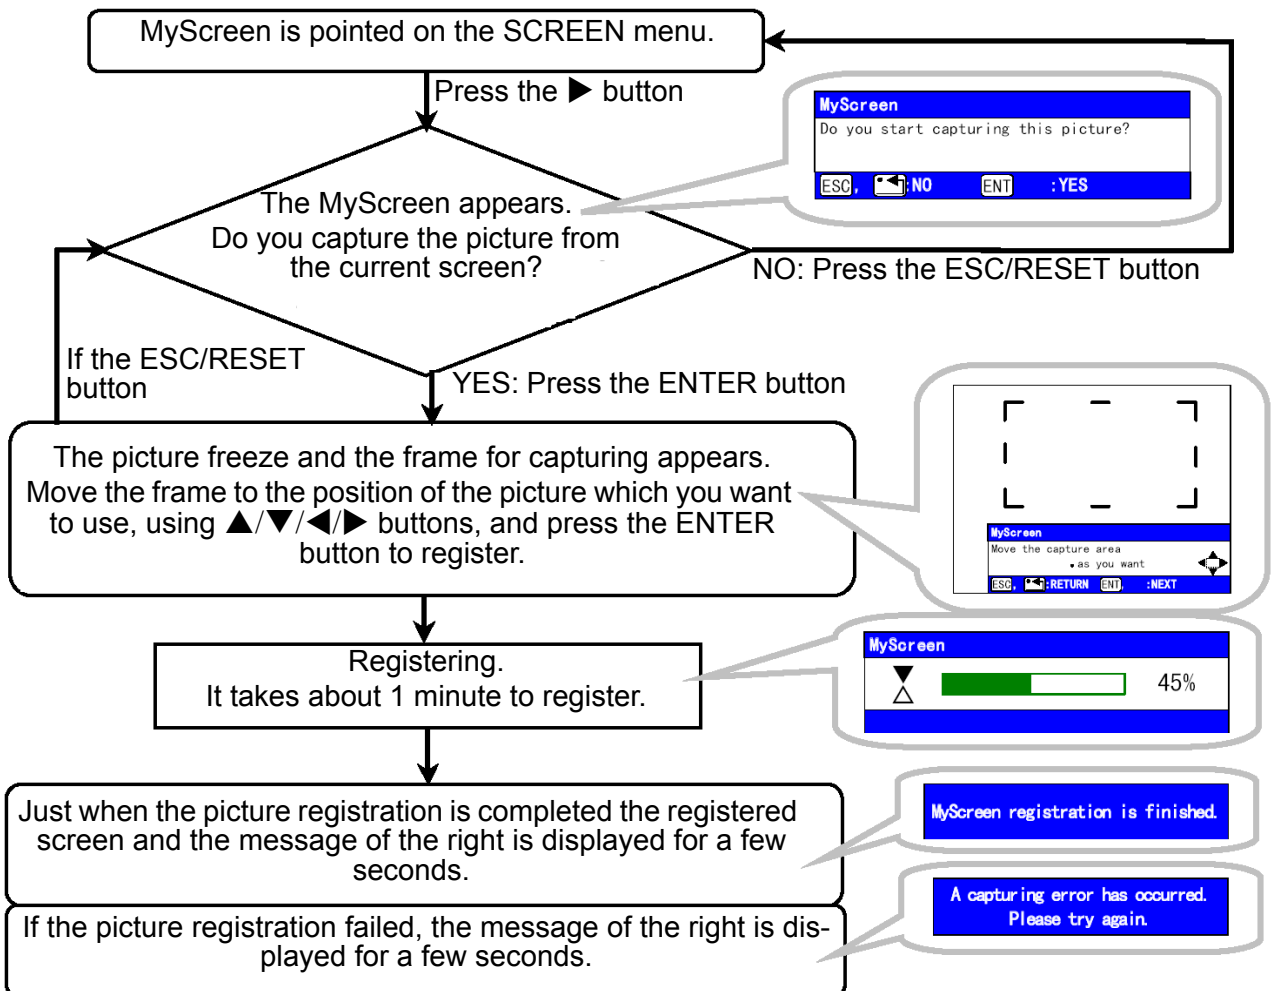 MyScreen is pointed on the SCREEN menu.
Press the ▶ button
MyScreen
Do you start capturing this picture?
ESC, :NO ENT :YES
The MyScreen appears.
Do you capture the picture from
the current screen?
NO: Press the ESC/RESET button
If the ESC/RESET
button
YES: Press the ENTER button
The picture freeze and the frame for capturing appears.
Move the frame to the position of the picture which you want
to use, using ▲/▼/◀/▶ buttons, and press the ENTER
button to register.
MyScreen
Move the capture area
as you want
ESC, :RETURN ENT, :NEXT
Registering.
It takes about 1 minute to register.
MyScreen
45%
Just when the picture registration is completed the registered
screen and the message of the right is displayed for a few
seconds.
MyScreen registration is finished.
If the picture registration failed, the message of the right is dis-
played for a few seconds.
A capturing error has occurred.
Please try again.